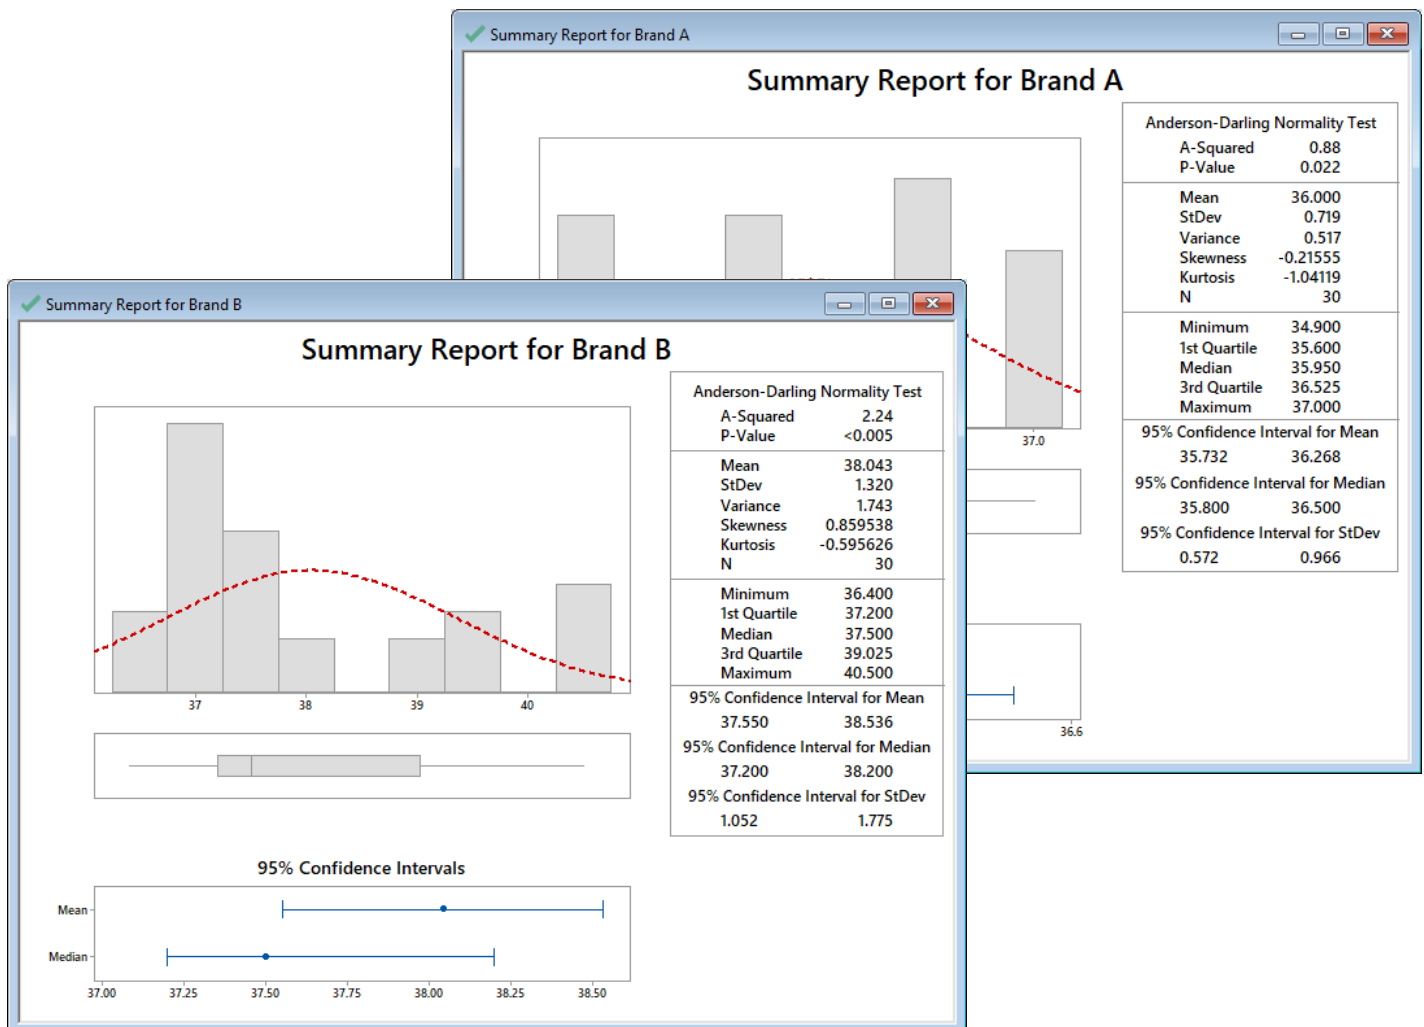 Summary Report for Brand A
Summary Report for Brand A
Anderson-Darling Normality Test
A-Squared 0.88
P-Value 0.022
Mean 36.000
StDev 0.719
Variance 0.517
Skewness -0.21555
Kurtosis -1.04119
N 30
Minimum 34.900
1st Quartile 35.600
Median 35.950
3rd Quartile 36.525
Maximum 37.000
95% Confidence Interval for Mean
35.732 36.268
95% Confidence Interval for Median
35.800 36.500
95% Confidence Interval for StDev
0.572 0.966
37.0
36.6
Summary Report for Brand B
Summary Report for Brand B
Anderson-Darling Normality Test
A-Squared 2.24
P-Value <0.005
Mean 38.043
StDev 1.320
Variance 1.743
Skewness 0.859538
Kurtosis -0.595626
N 30
Minimum 36.400
1st Quartile 37.200
Median 37.500
3rd Quartile 39.025
Maximum 40.500
95% Confidence Interval for Mean
37.550 38.536
95% Confidence Interval for Median
37.200 38.200
95% Confidence Interval for StDev
1.052 1.775
37 38 39 40
95% Confidence Intervals
Mean
Median
37.00 37.25 37.50 37.75 38.00 38.25 38.50